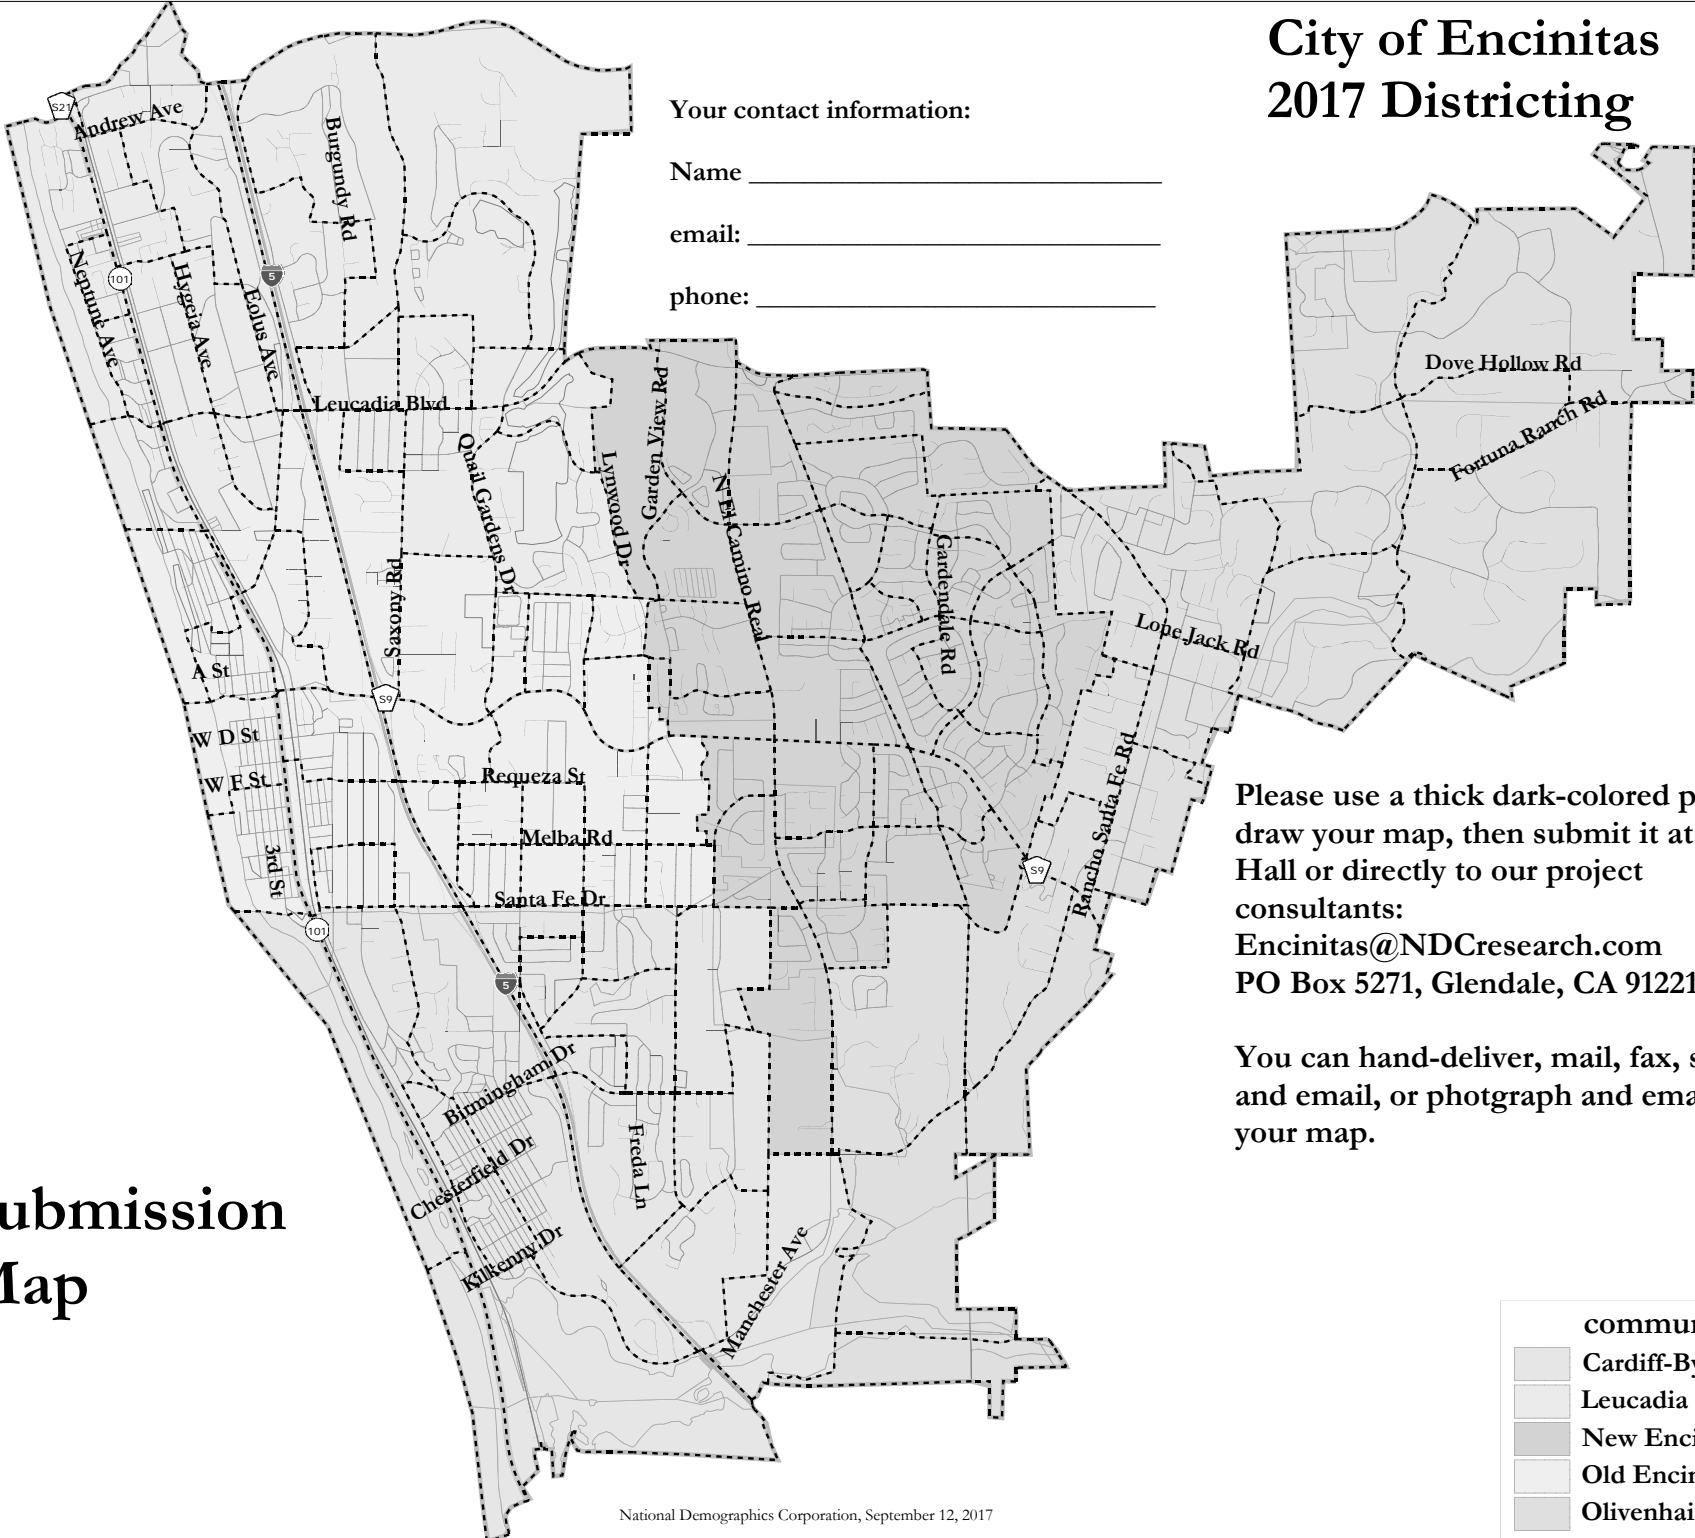 City of Encinitas
2017 Districting
Your contact information:
Name
email:
phone:
S21
Andrew Ave
Burgundy Rd
Neptune Ave
101
Hygeia Ave
5
Eolus Ave
Leucadia Blvd
Quail Gardens Dr
Lynwood Dr
Garden View Rd
N El Camino Real
Gardendale Rd
Dove Hollow Rd
Fortuna Ranch Rd
Saxony Rd
Lone Jack Rd
A St
S9
W D St
W F St
Requeza St
Melba Rd
3rd St
Santa Fe Dr
101
S9
Rancho Santa Fe Rd
5
Birmingham Dr
Chesterfield Dr
Freda Ln
Kilkenny Dr
Manchester Ave
Please use a thick dark-colored
draw your map, then submit it at
Hall or directly to our project
consultants:
Encinitas@NDCresearch.com
PO Box 5271, Glendale, CA 91221
You can hand-deliver, mail, fax,
and email, or photgraph and
your map.
ubmission
Map
commu
Cardiff-By
Leucadia
New Enci
Old Encin
Olivenhai
National Demographics Corporation, September 12, 2017